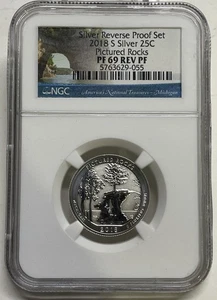 Silver Reverse Proof Set
2018 S Silver 25C
Pictured Rocks
PF 69 REV PF
5763629-055
NGC
America's National Treasures - Michigan
PICTURED ROCKS
2018